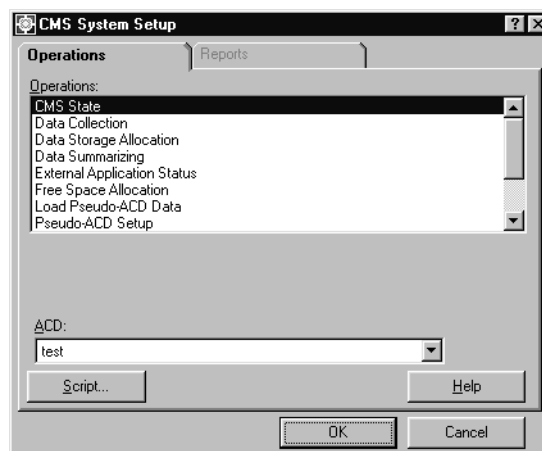 CMS System Setup
Operations
Reports
Operations:
CMS State
Data Collection
Data Storage Allocation
Data Summarizing
External Application Status
Free Space Allocation
Load Pseudo-ACD Data
Pseudo-ACD Setup
ACD:
test
Script...
Help
OK
Cancel